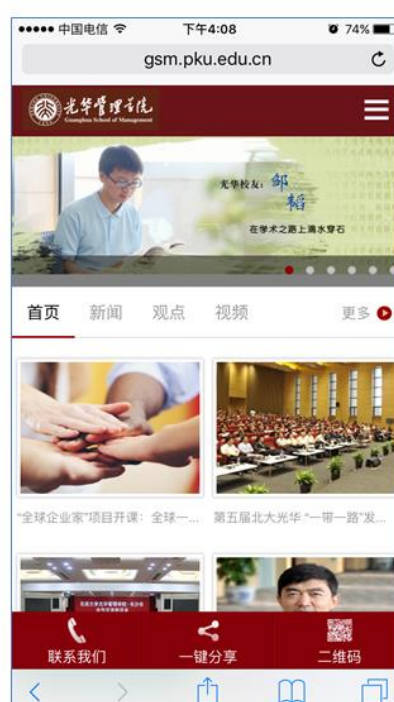 中国电信 下午4:08 74%
gsm.pku.edu.cn
光华管理学院
Guanghua School of Management
光华校友：邹
韬
在学术之路上滴水穿石
首页 新闻 观点 视频 更多
“全球企业家”项目开课：全球一... 第五届北大光华 “一带一路”发...
联系我们 一键分享 二维码